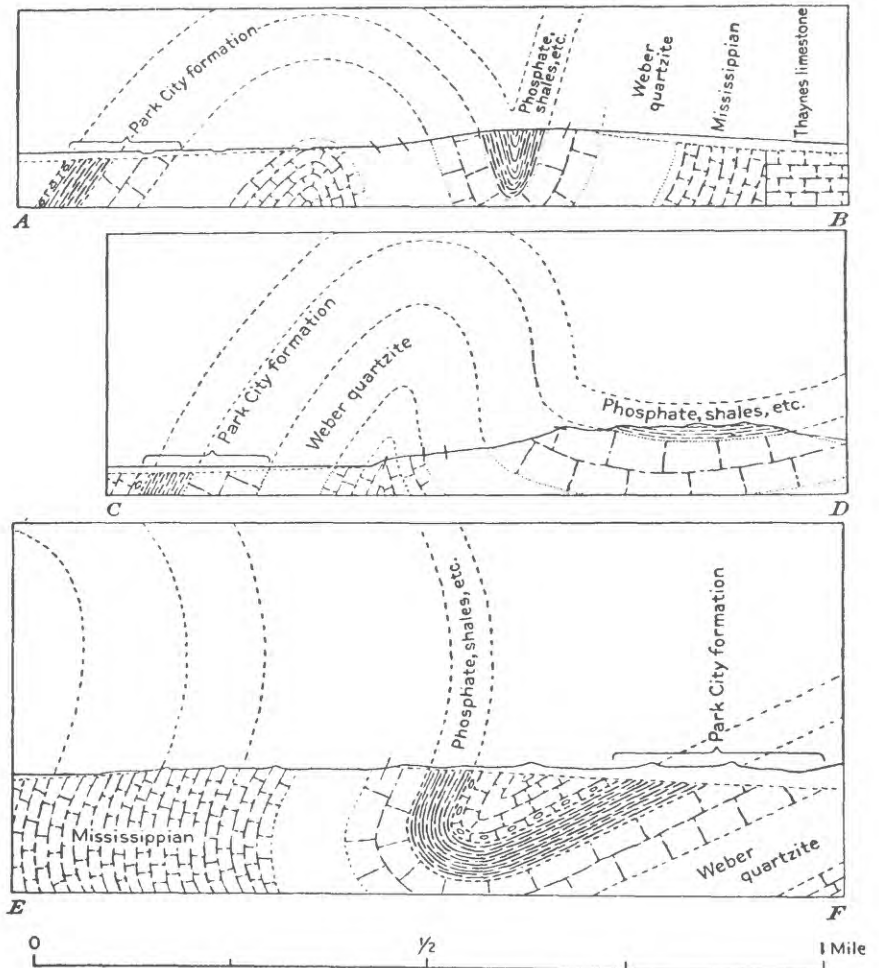 Park City formation
Phosphate,
shales, etc.
Weber
quartzite
Mississippian
Thaynes limestone
A
B
Park City formation
Weber quartzite
Phosphate, shales, etc.
C
D
Phosphate, shales, etc.
Park City formation
Mississippian
Weber
quartzite
E
F
0
1/2
1 Mile